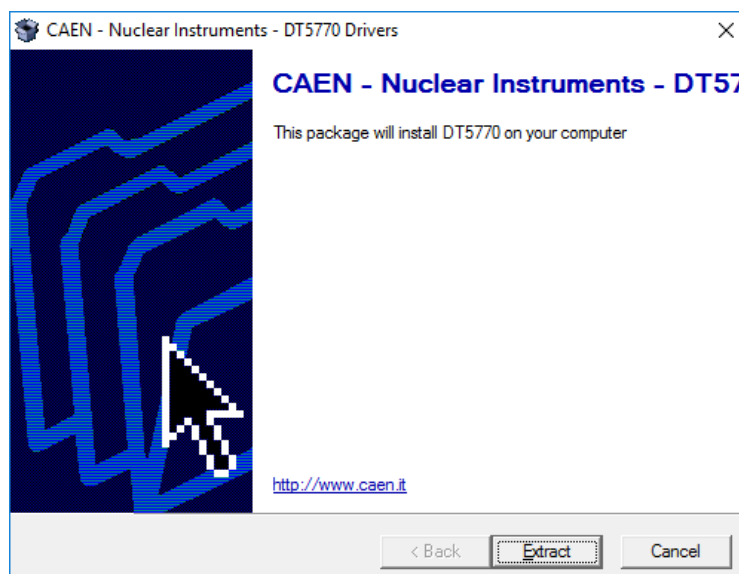 CAEN - Nuclear Instruments - DT5770 Drivers
CAEN - Nuclear Instruments - DT57
This package will install DT5770 on your computer
http://www.caen.it
< Back Extract Cancel